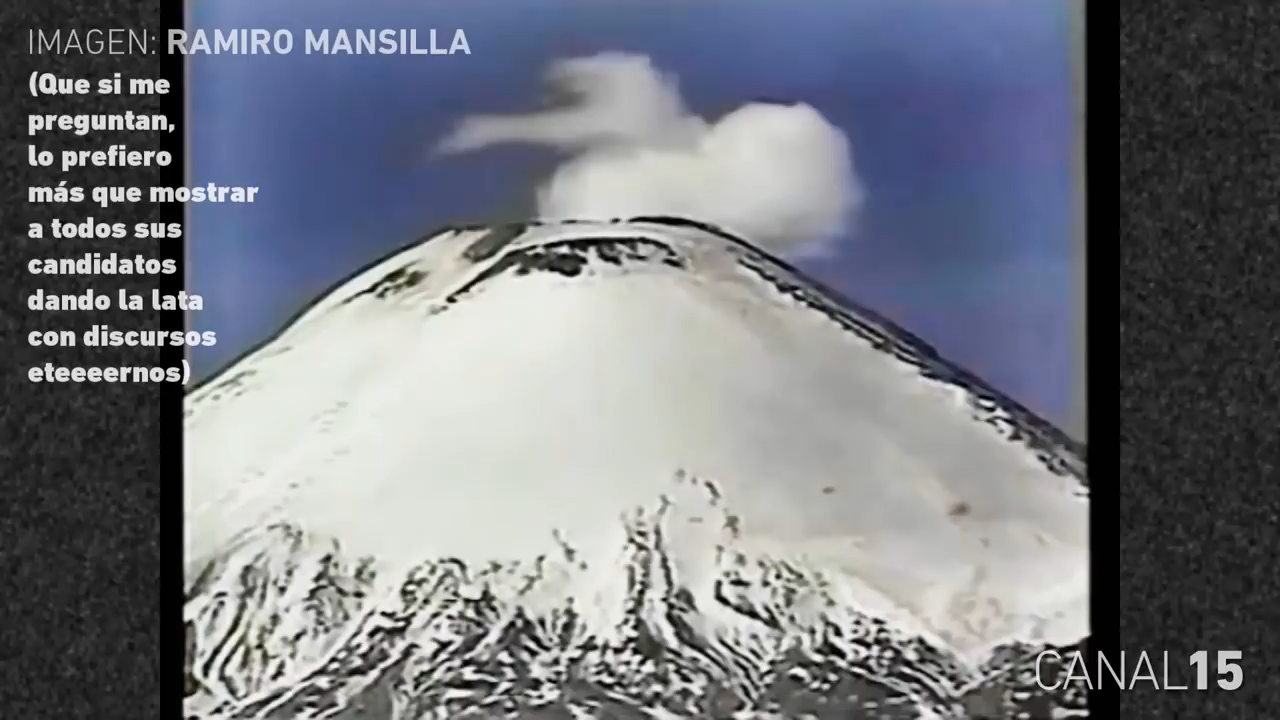 IMAGEN: RAMIRO MANSILLA
(Que si me
preguntan,
lo prefiero
más que mostrar
a todos sus
candidatos
dando la lata
con discursos
eteeeernos)
CANAL15